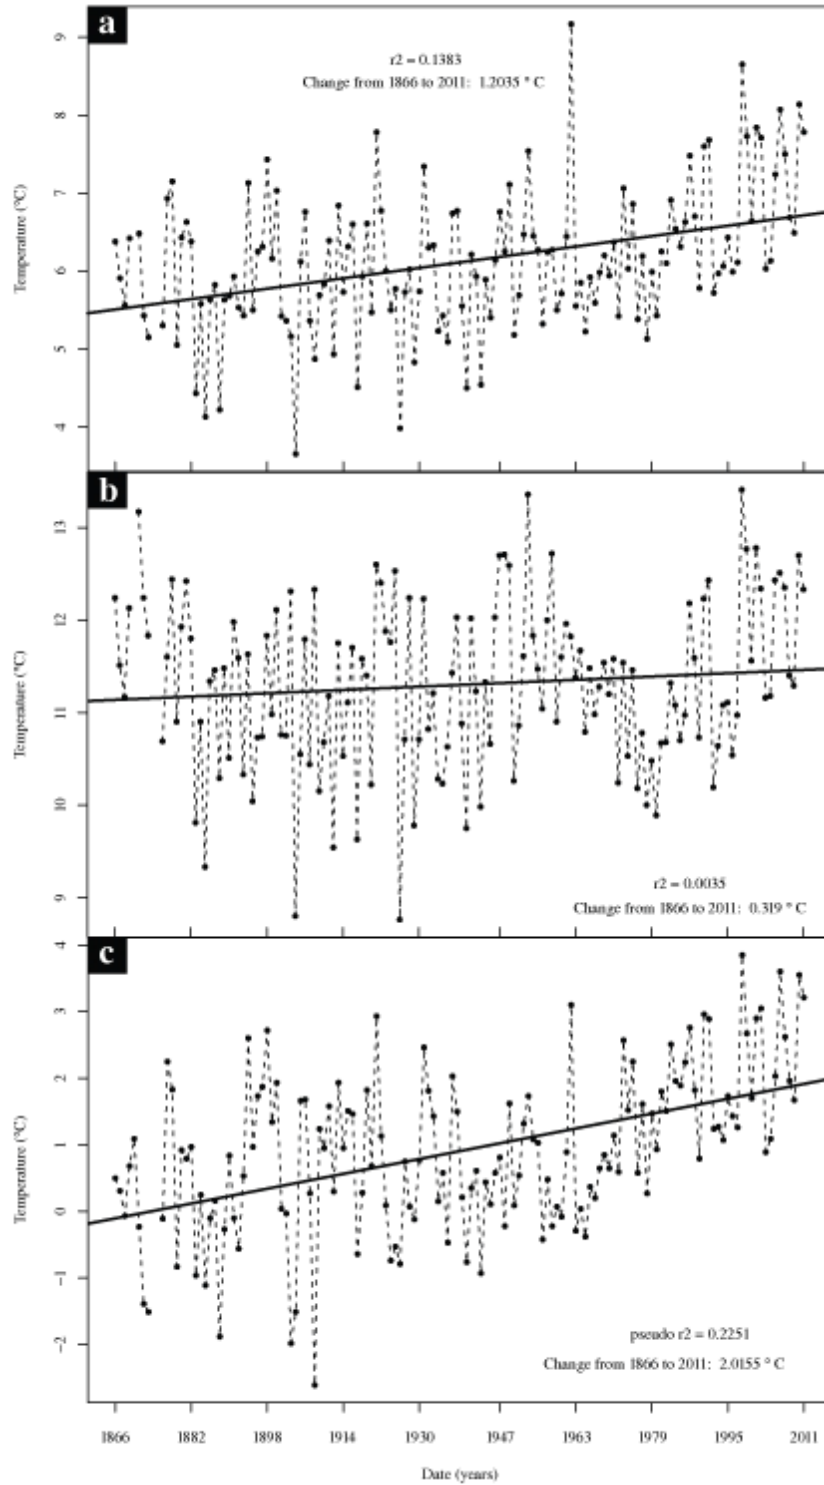 a
9
8
7
6
5
4
Temperature (°C)
r2 = 0.1383
Change from 1866 to 2011: 1.2035 ° C
b
13
12
11
10
9
Temperature (°C)
r2 = 0.0035
Change from 1866 to 2011: 0.319 ° C
c
4
3
2
1
0
−1
−2
Temperature (°C)
pseudo r2 = 0.2251
Change from 1866 to 2011: 2.0155 ° C
1866 1882 1898 1914 1930 1947 1963 1979 1995 2011
Date (years)